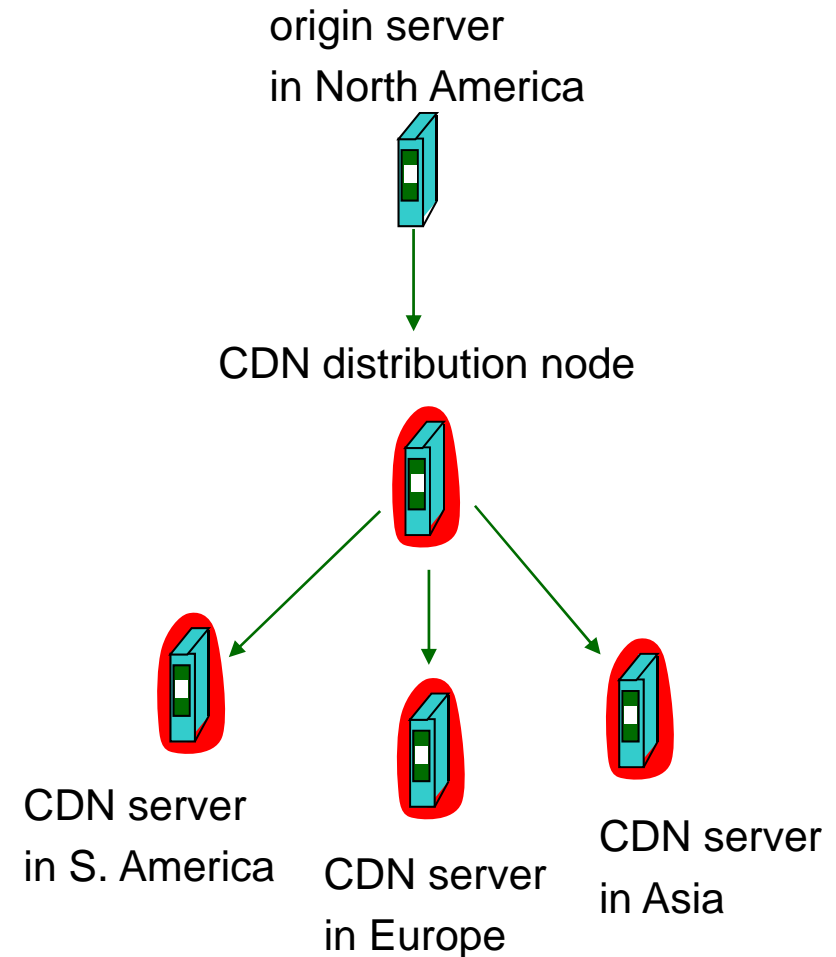 origin server
in North America
CDN distribution node
CDN server
in S. America
CDN server
in Europe
CDN server
in Asia